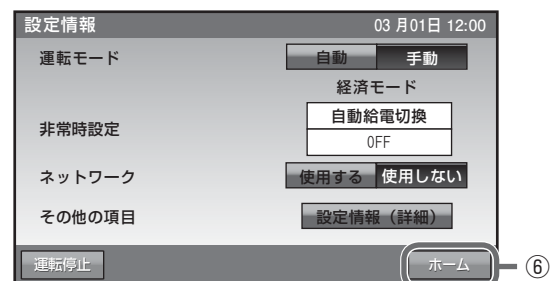 設定情報 03月01日 12:00
運転モード 自動 手動
経済モード
非常時設定 自動給電切換
OFF
ネットワーク 使用する 使用しない
その他の項目 設定情報（詳細）
運転停止 ホーム ⑥